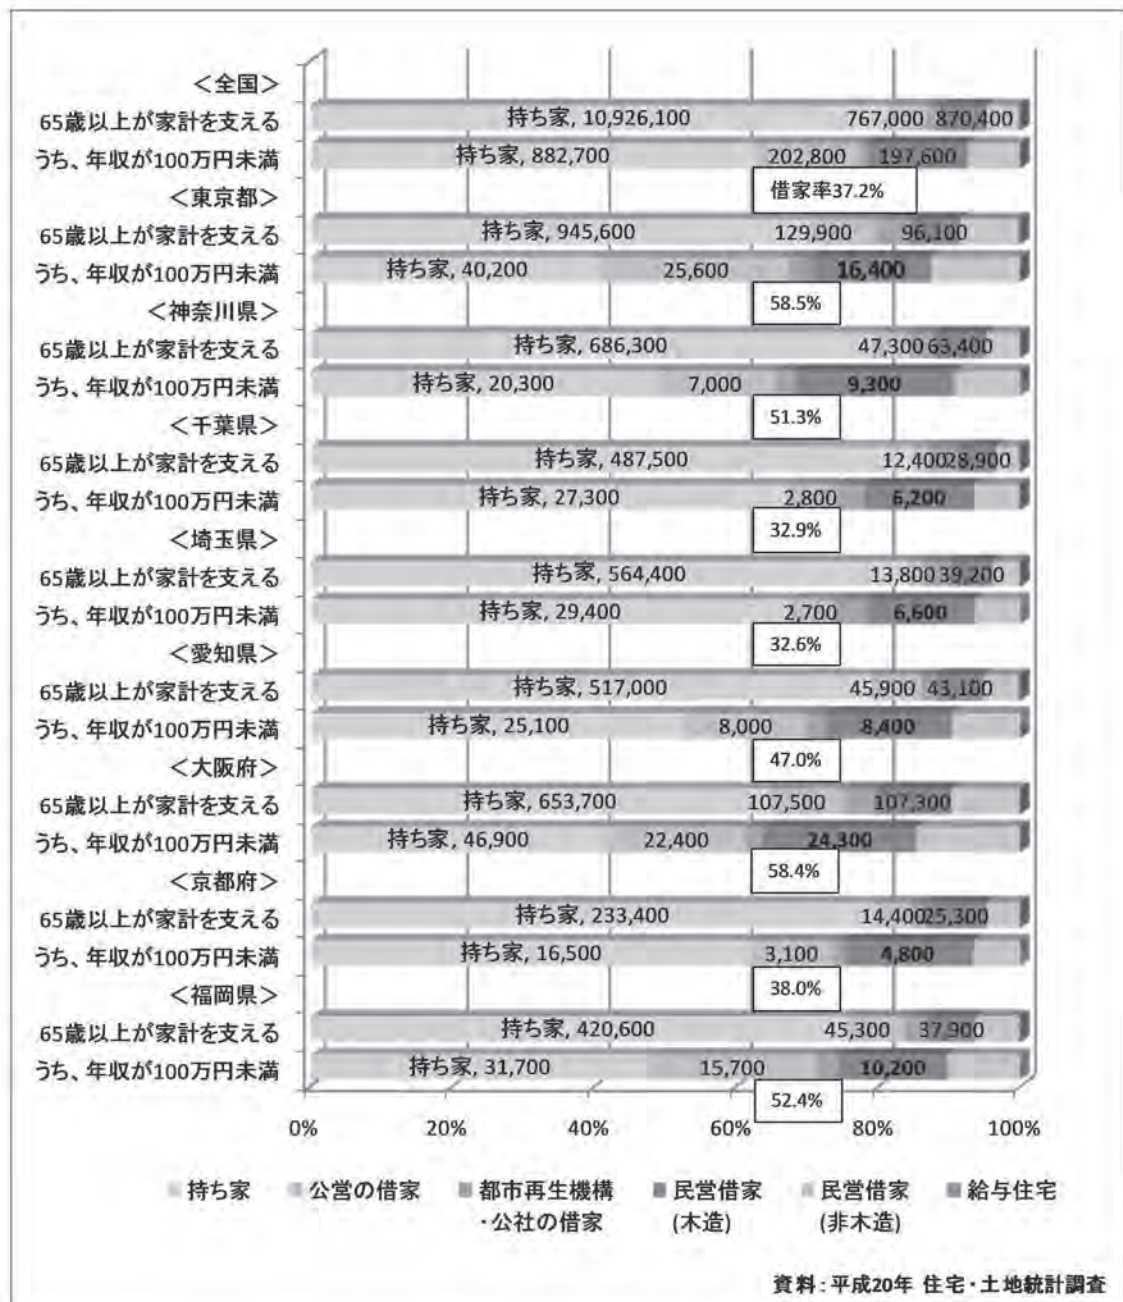 <全国>
65歳以上が家計を支える 持ち家, 10,926,100 767,000 870,400
うち、年収が100万円未満 持ち家, 882,700 202,800 197,600
<東京都> 借家率37.2%
65歳以上が家計を支える 持ち家, 945,600 129,900 96,100
うち、年収が100万円未満 持ち家, 40,200 25,600 16,400
<神奈川県> 58.5%
65歳以上が家計を支える 持ち家, 686,300 47,300 63,400
うち、年収が100万円未満 持ち家, 20,300 7,000 9,300
<千葉県> 51.3%
65歳以上が家計を支える 持ち家, 487,500 12,400 28,900
うち、年収が100万円未満 持ち家, 27,300 2,800 6,200
<埼玉県> 32.9%
65歳以上が家計を支える 持ち家, 564,400 13,800 39,200
うち、年収が100万円未満 持ち家, 29,400 2,700 6,600
<愛知県> 32.6%
65歳以上が家計を支える 持ち家, 517,000 45,900 43,100
うち、年収が100万円未満 持ち家, 25,100 8,000 8,400
<大阪府> 47.0%
65歳以上が家計を支える 持ち家, 653,700 107,500 107,300
うち、年収が100万円未満 持ち家, 46,900 22,400 24,300
<京都府> 58.4%
65歳以上が家計を支える 持ち家, 233,400 14,400 25,300
うち、年収が100万円未満 持ち家, 16,500 3,100 4,800
<福岡県> 38.0%
65歳以上が家計を支える 持ち家, 420,600 45,300 37,900
うち、年収が100万円未満 持ち家, 31,700 15,700 10,200
52.4%
0% 20% 40% 60% 80% 100%
持ち家 公営の借家 都市再生機構 民営借家 民営借家 給与住宅
・公社の借家 (木造) (非木造)
資料:平成20年 住宅・土地統計調査